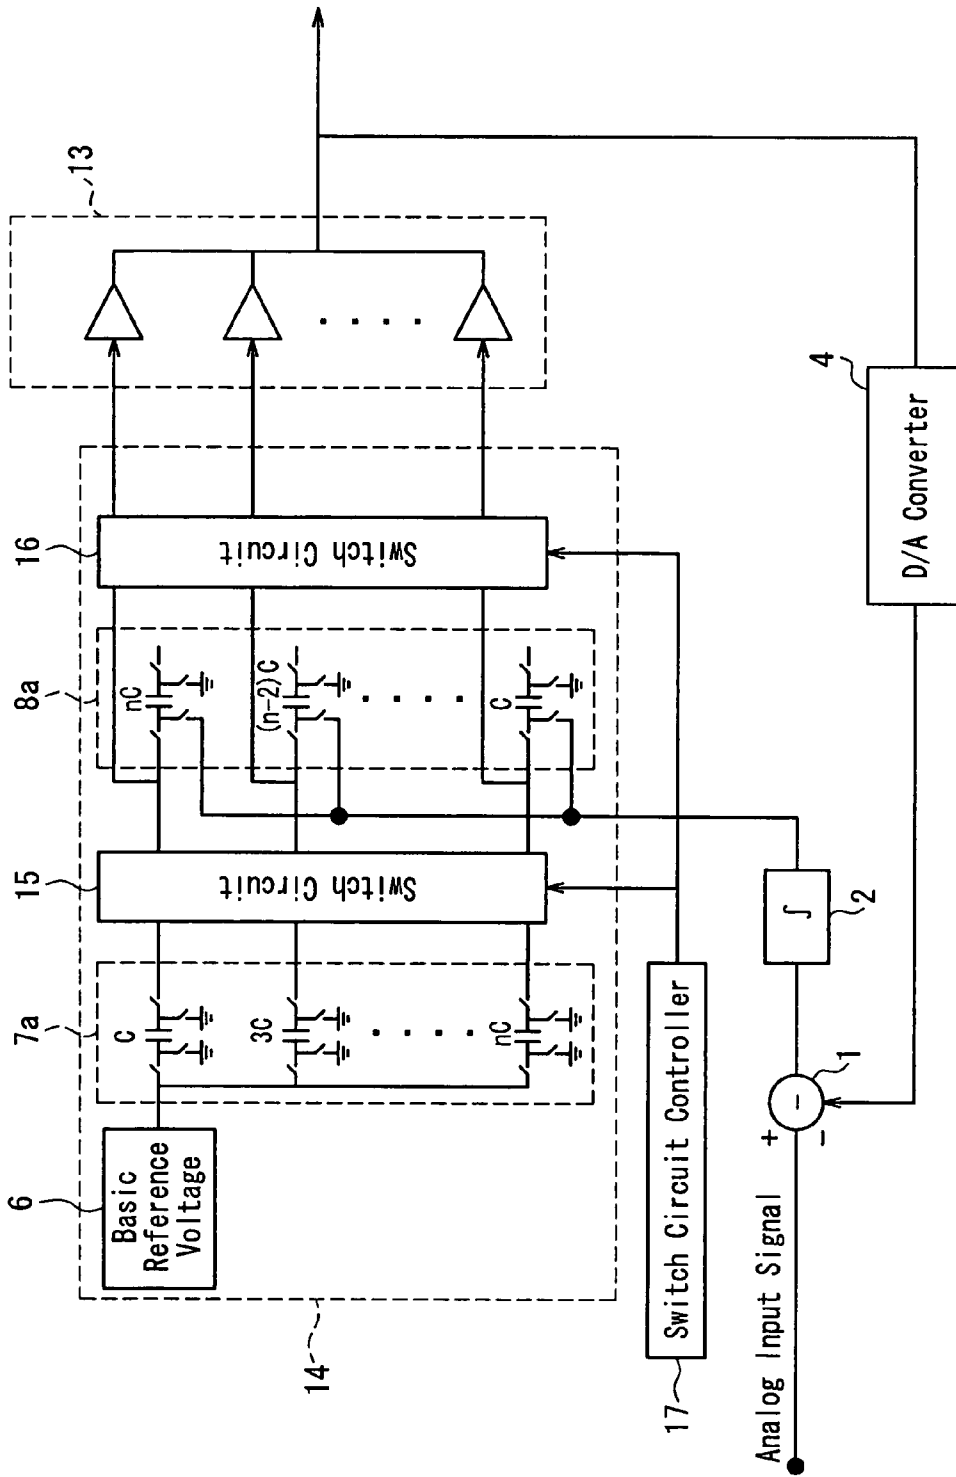 13
14
6
Basic
Reference
Voltage
7a
C
3C
. . . .
nC
15
Switch Circuit
8a
nC
(n-2)C
. . . .
C
16
Switch Circuit
. . . .
17
Switch Circuit Controller
Analog Input Signal
+
-
-
1
∫
2
4
D/A Converter